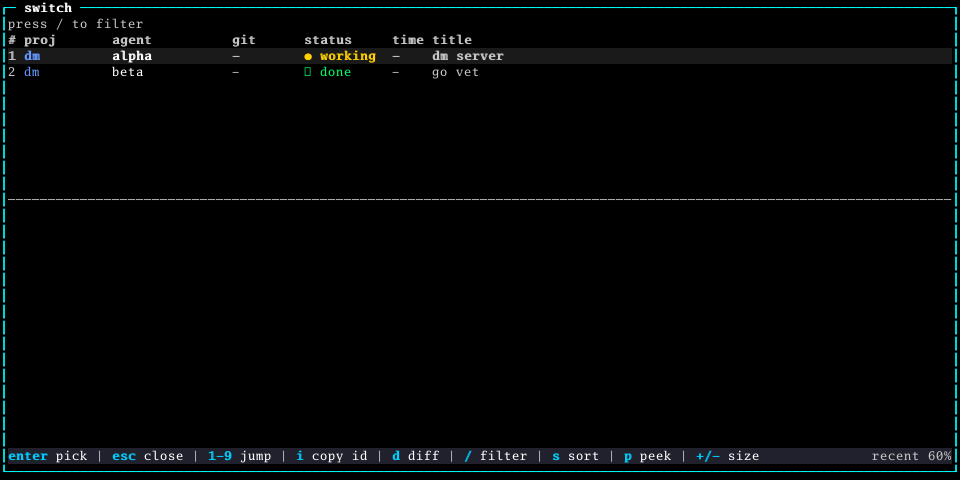 switch
press / to filter
# proj agent git status time title
1 dm alpha – ● working – dm server
2 dm beta – ▯ done – go vet
enter pick | esc close | 1-9 jump | i copy id | d diff | / filter | s sort | p peek | +/- size recent 60%